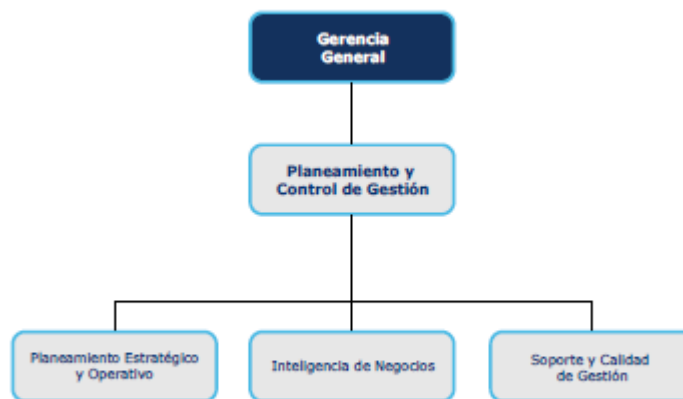 Gerencia
General
Planeamiento y
Control de Gestión
Planeamiento Estratégico
y Operativo
Inteligencia de Negocios
Soporte y Calidad
de Gestión